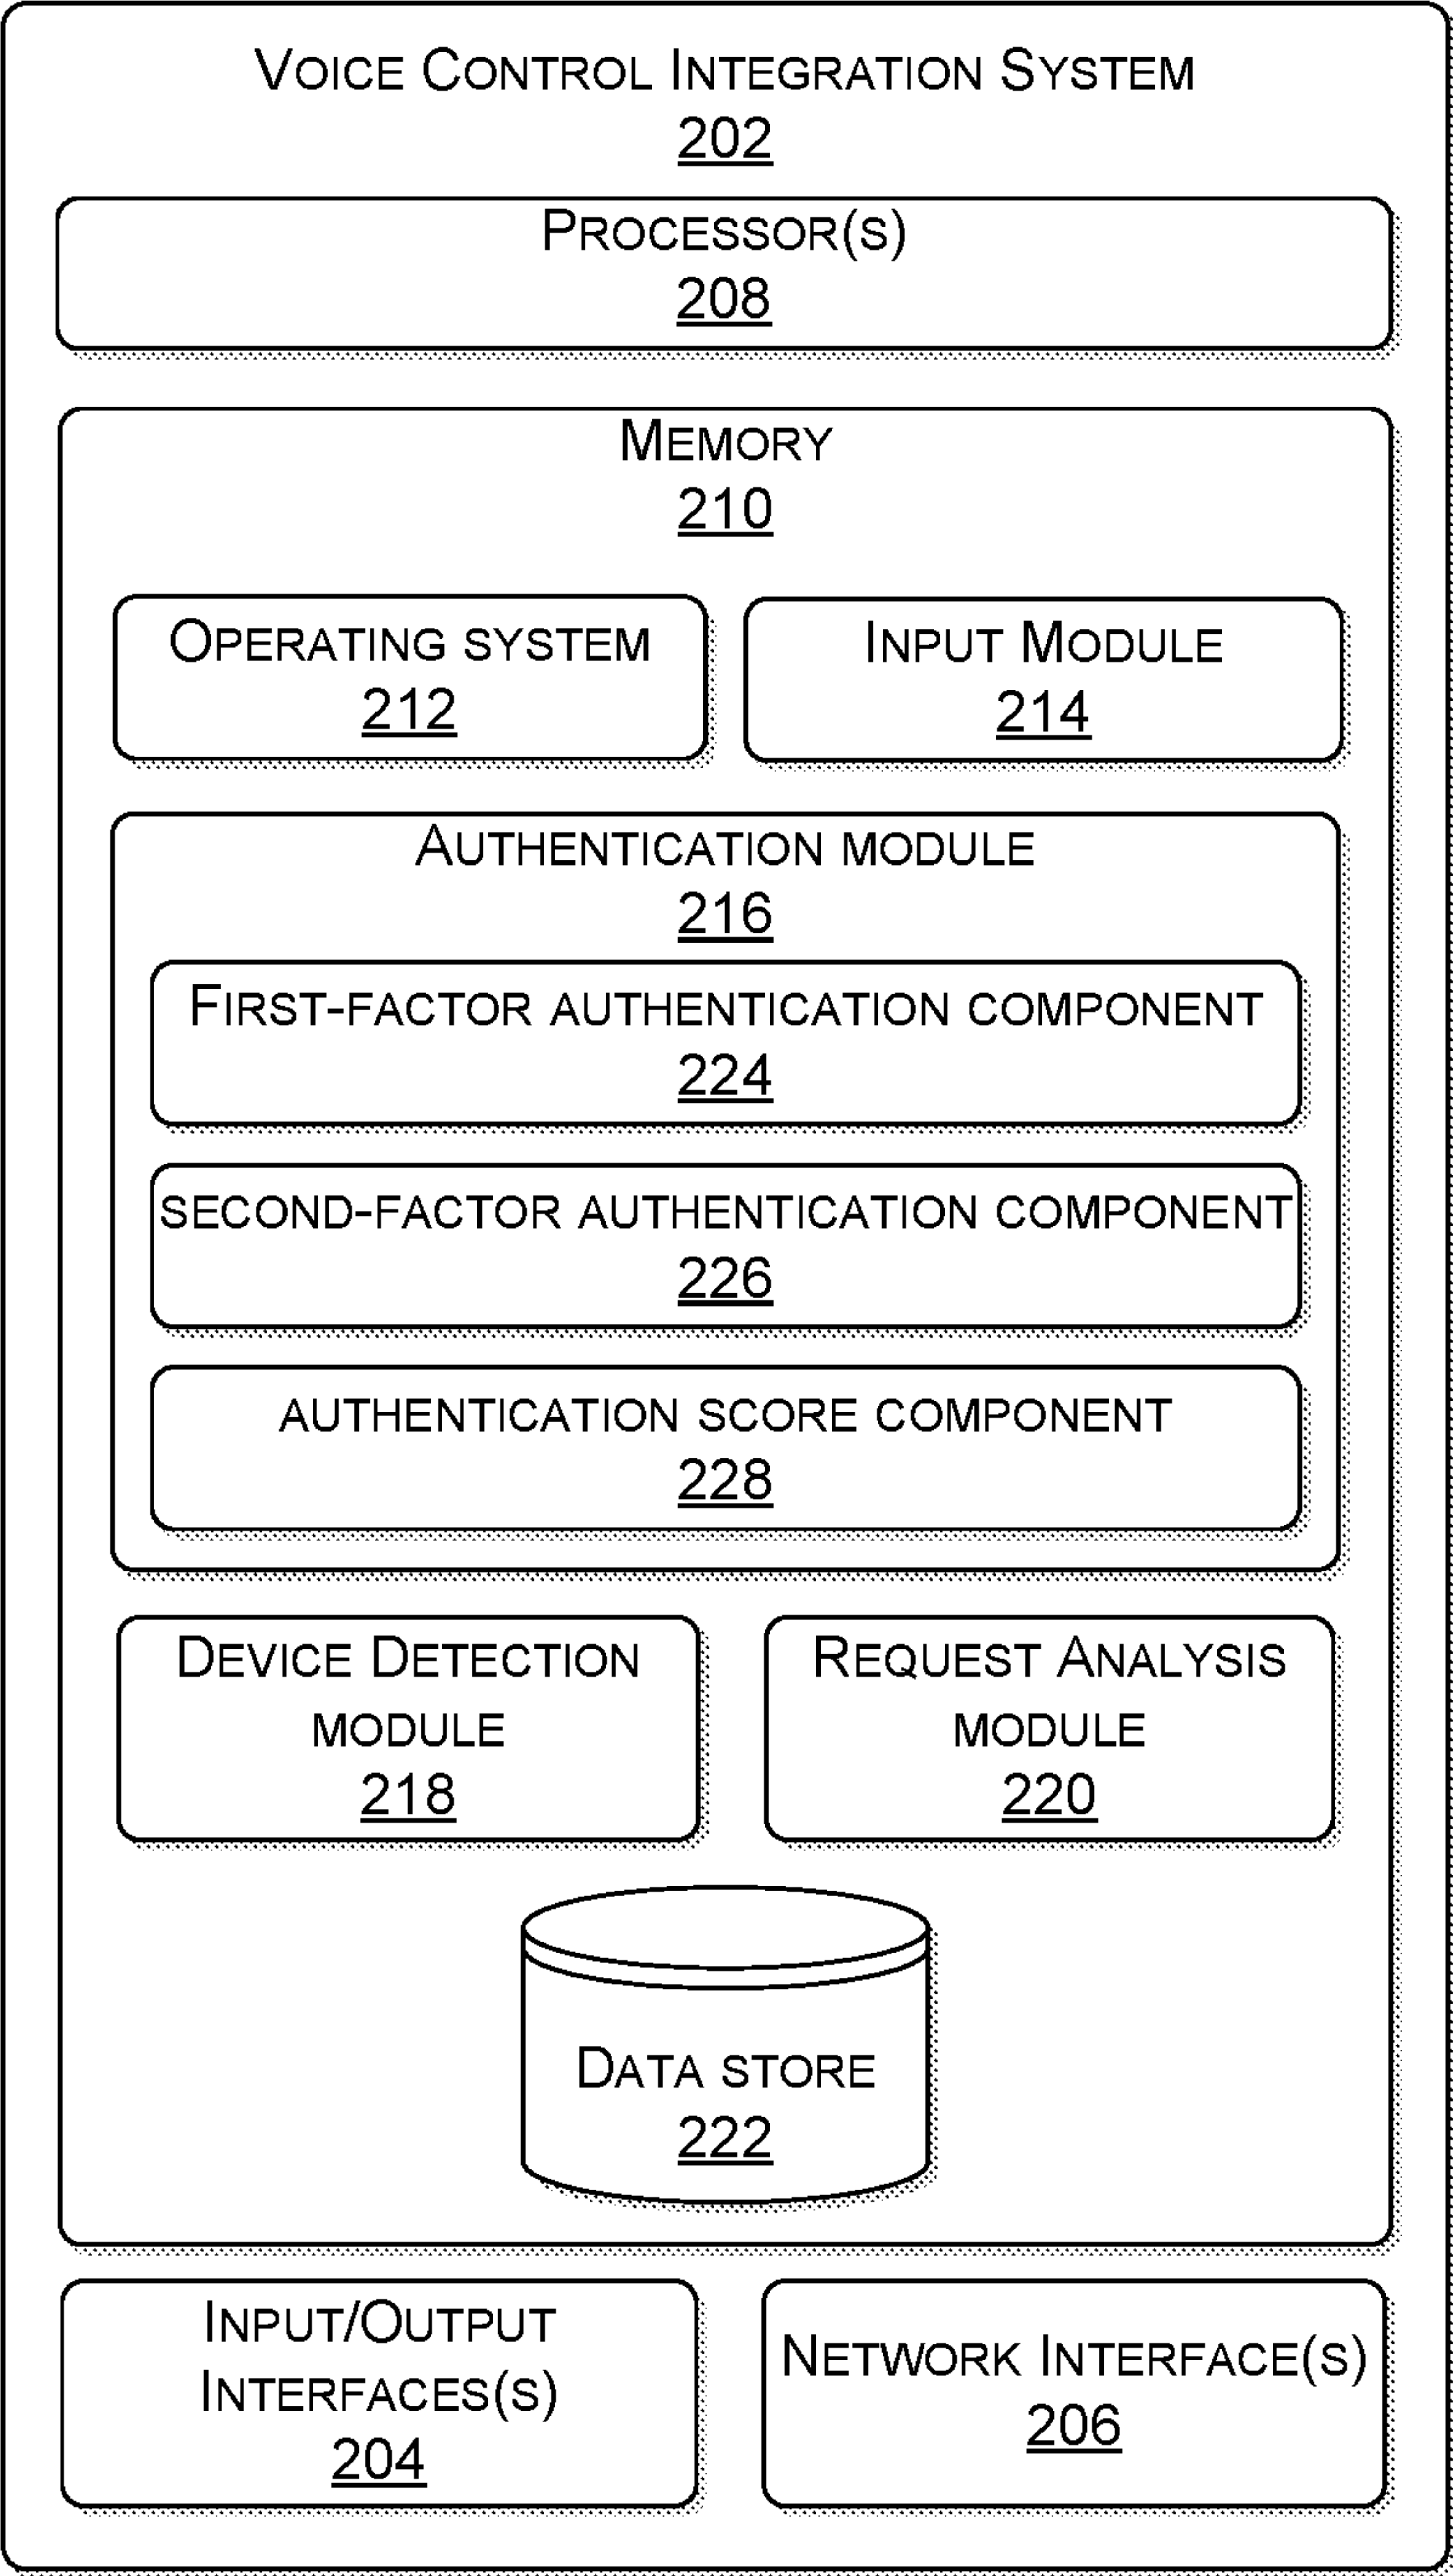 VOICE CONTROL INTEGRATION SYSTEM
202
PROCESSOR(S)
208
MEMORY
210
OPERATING SYSTEM
212
INPUT MODULE
214
AUTHENTICATION MODULE
216
FIRST-FACTOR AUTHENTICATION COMPONENT
224
SECOND-FACTOR AUTHENTICATION COMPONENT
226
AUTHENTICATION SCORE COMPONENT
228
DEVICE DETECTION
MODULE
218
REQUEST ANALYSIS
MODULE
220
DATA STORE
222
INPUT/OUTPUT
INTERFACES(S)
204
NETWORK INTERFACE(S)
206